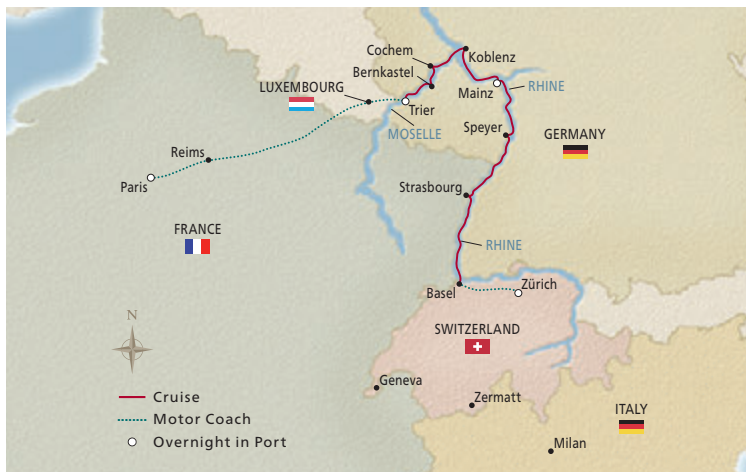 Cochem
Koblenz
Bernkastel
LUXEMBOURG
Mainz
RHINE
Trier
MOSELLE
Speyer
GERMANY
Reims
Paris
Strasbourg
FRANCE
RHINE
Basel
Zürich
N
SWITZERLAND
Geneva
Zermatt
Cruise
Motor Coach
Overnight in Port
ITALY
Milan